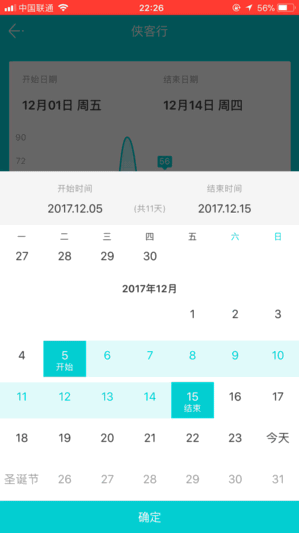 中国联通 22:26 56%
侠客行
开始日期 结束日期
12月01日 周五 12月14日 周四
90
72 56
开始时间 结束时间
2017.12.05 (共11天) 2017.12.15
一 二 三 四 五 六 日
27 28 29 30
2017年12月
1 2 3
4 5 6 7 8 9 10
开始
11 12 13 14 15 16 17
结束
18 19 20 21 22 23 今天
圣诞节 26 27 28 29 30 31
确定